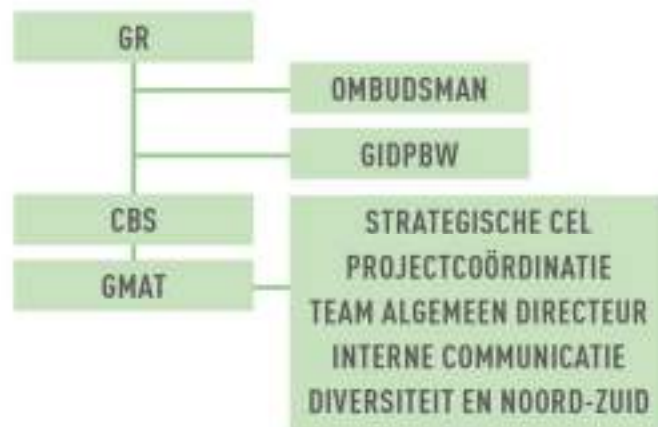 GR
OMBUDSMAN
GIDPBW
CBS
GMAT
STRATEGISCHE CEL
PROJECTCOÖRDINATIE
TEAM ALGEMEEN DIRECTEUR
INTERNE COMMUNICATIE
DIVERSITEIT EN NOORD-ZUID